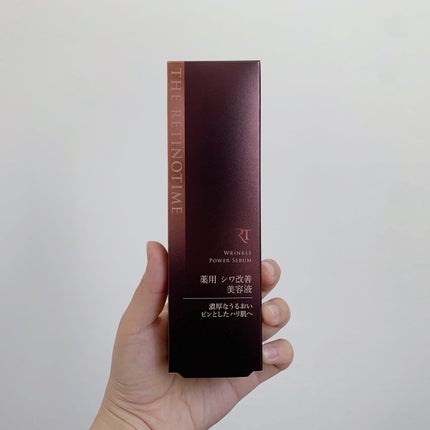 THE RETINOTIME
RT
WRINKLE
POWER SERUM
薬用 シワ改善
美容液
濃厚なうるおい
ピンとしたハリ肌へ